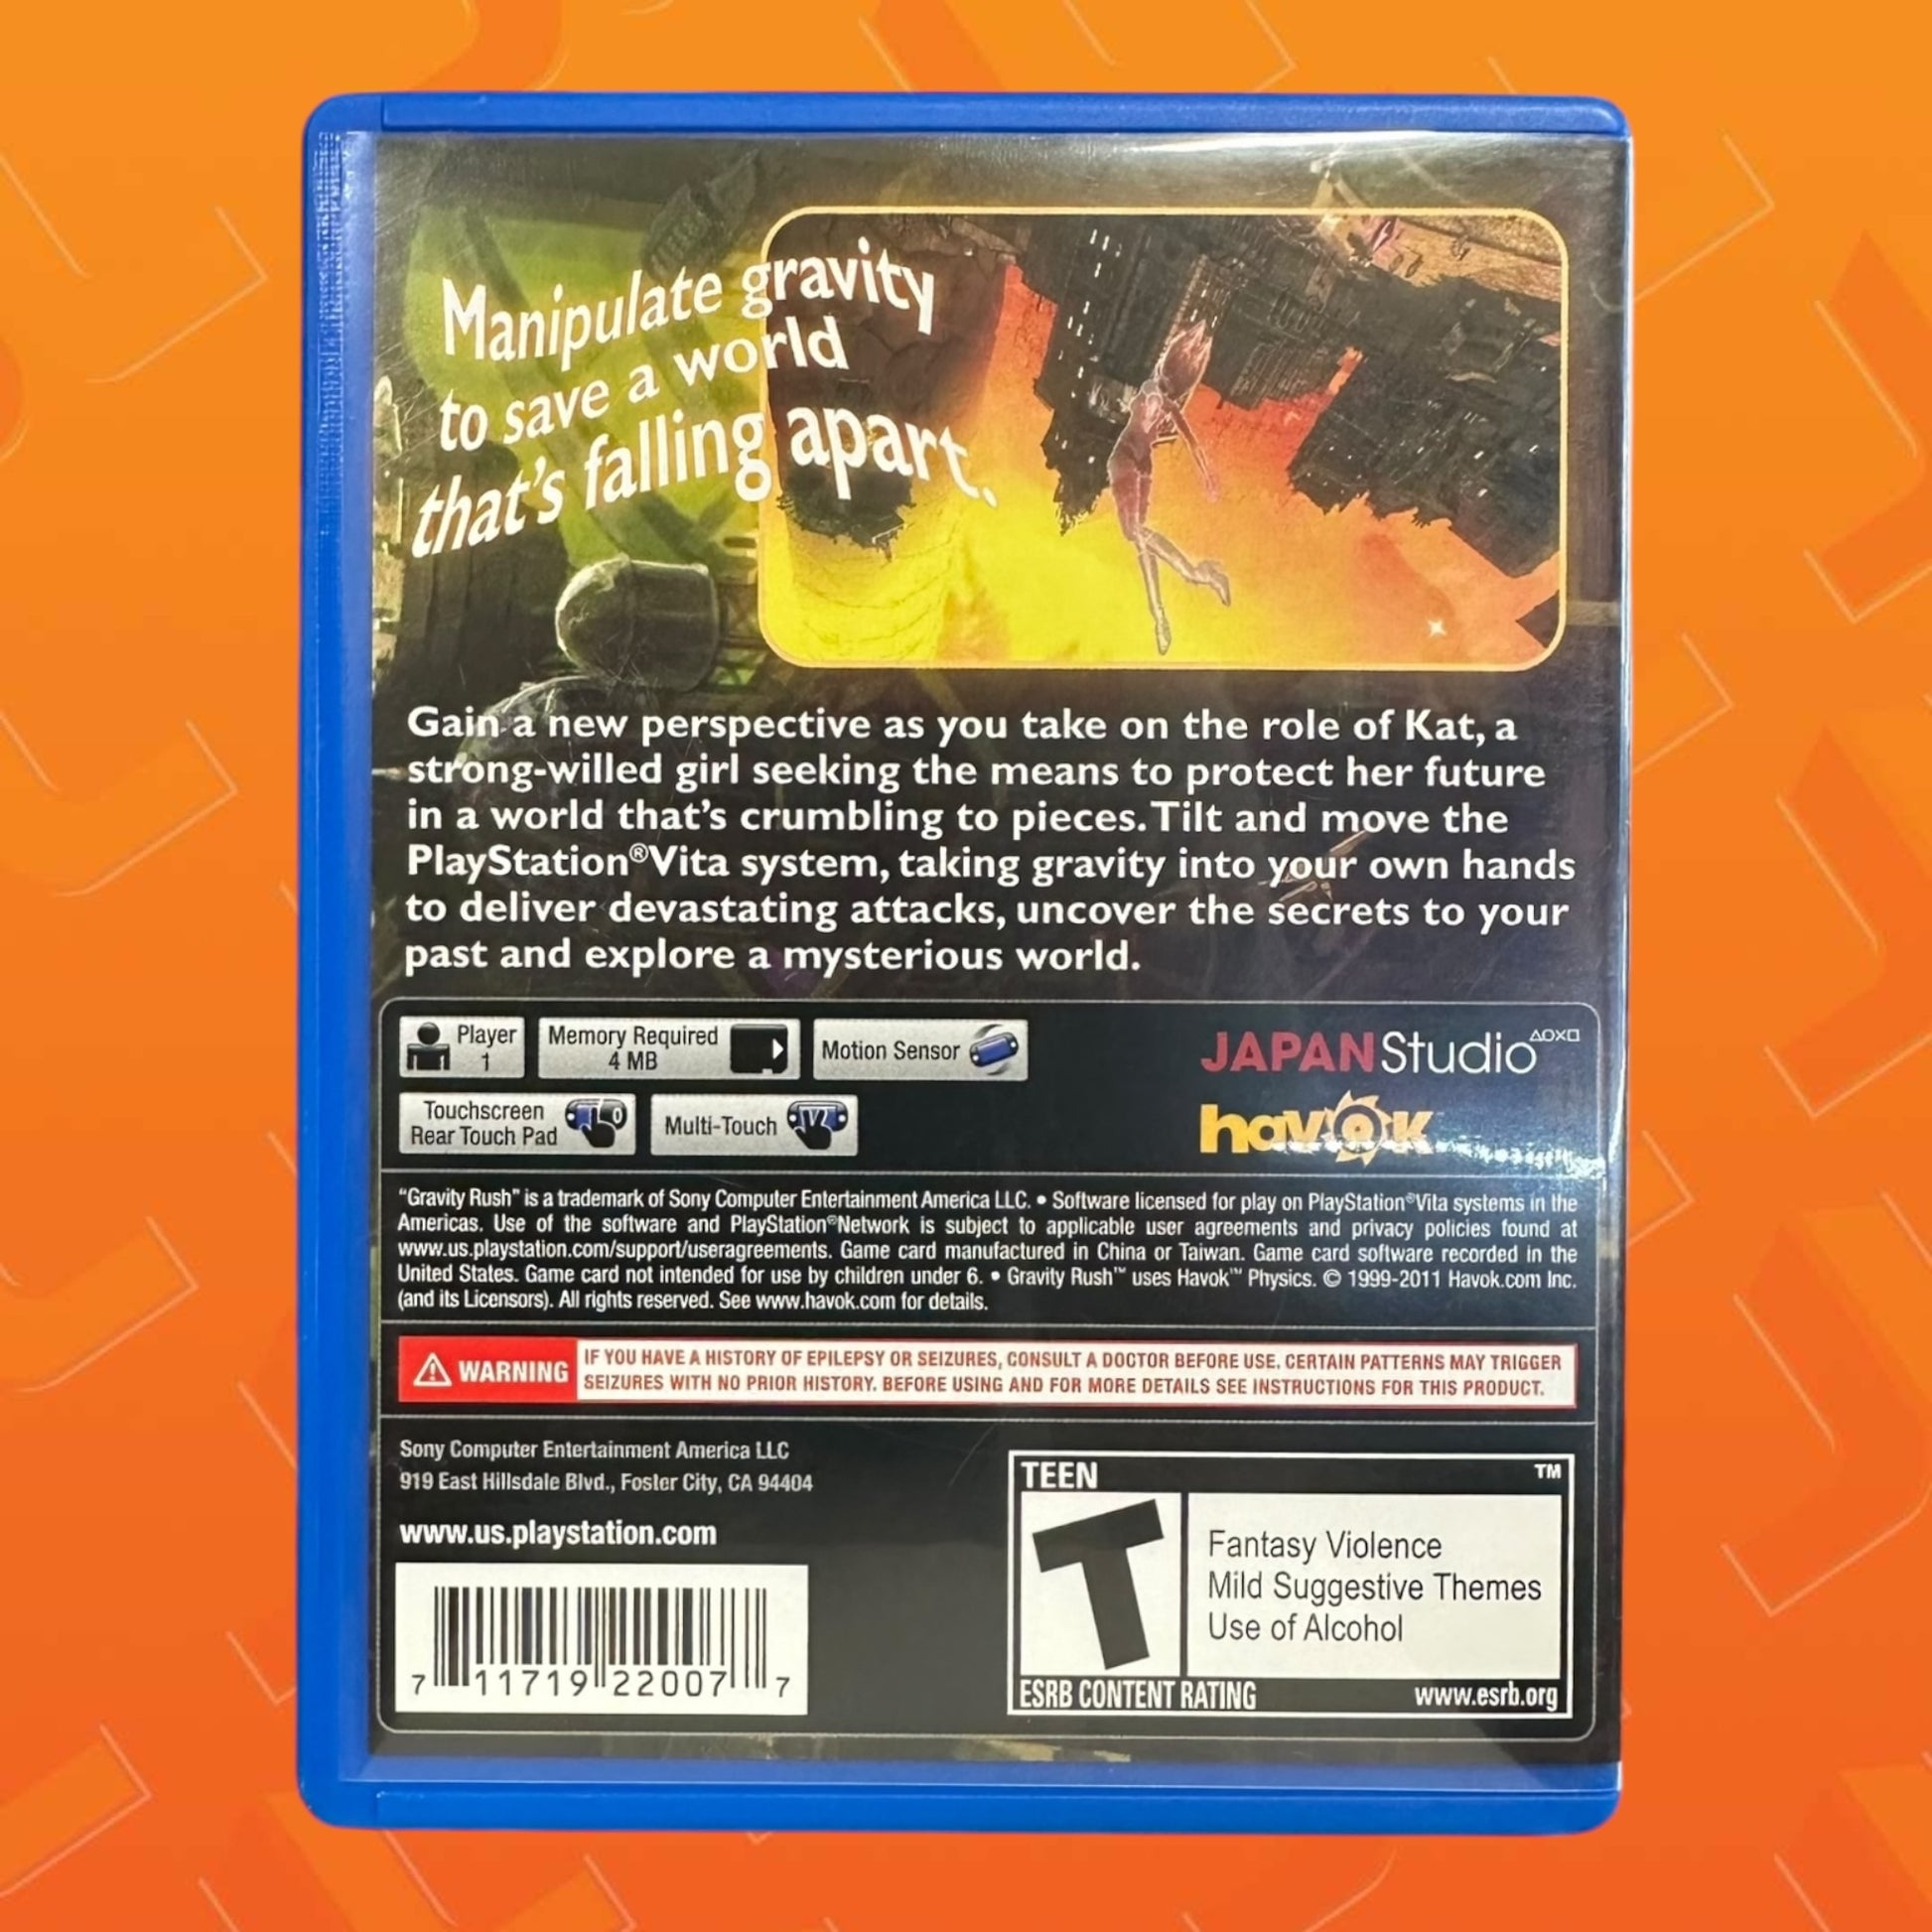 Manipulate gravity
to save a world
that's falling apart.
Gain a new perspective as you take on the role of Kat, a
strong-willed girl seeking the means to protect her future
in a world that's crumbling to pieces. Tilt and move the
PlayStation®Vita system, taking gravity into your own hands
to deliver devastating attacks, uncover the secrets to your
past and explore a mysterious world.
Player
1
Memory Required
4 MB
Motion Sensor
JAPAN Studio
Touchscreen
Rear Touch Pad
Multi-Touch
havok
"Gravity Rush" is a trademark of Sony Computer Entertainment America LLC. • Software licensed for play on PlayStation®Vita systems in the
Americas. Use of the software and PlayStation®Network is subject to applicable user agreements and privacy policies found at
www.us.playstation.com/support/useragreements. Game card manufactured in China or Taiwan. Game card software recorded in the
United States. Game card not intended for use by children under 6. • Gravity Rush™ uses Havok™ Physics. © 1999-2011 Havok.com Inc.
(and its Licensors). All rights reserved. See www.havok.com for details.
WARNING
IF YOU HAVE A HISTORY OF EPILEPSY OR SEIZURES, CONSULT A DOCTOR BEFORE USE. CERTAIN PATTERNS MAY TRIGGER
SEIZURES WITH NO PRIOR HISTORY. BEFORE USING AND FOR MORE DETAILS SEE INSTRUCTIONS FOR THIS PRODUCT.
Sony Computer Entertainment America LLC
919 East Hillsdale Blvd., Foster City, CA 94404
www.us.playstation.com
7 11719 22007 7
TEEN ™
T
Fantasy Violence
Mild Suggestive Themes
Use of Alcohol
ESRB CONTENT RATING www.esrb.org